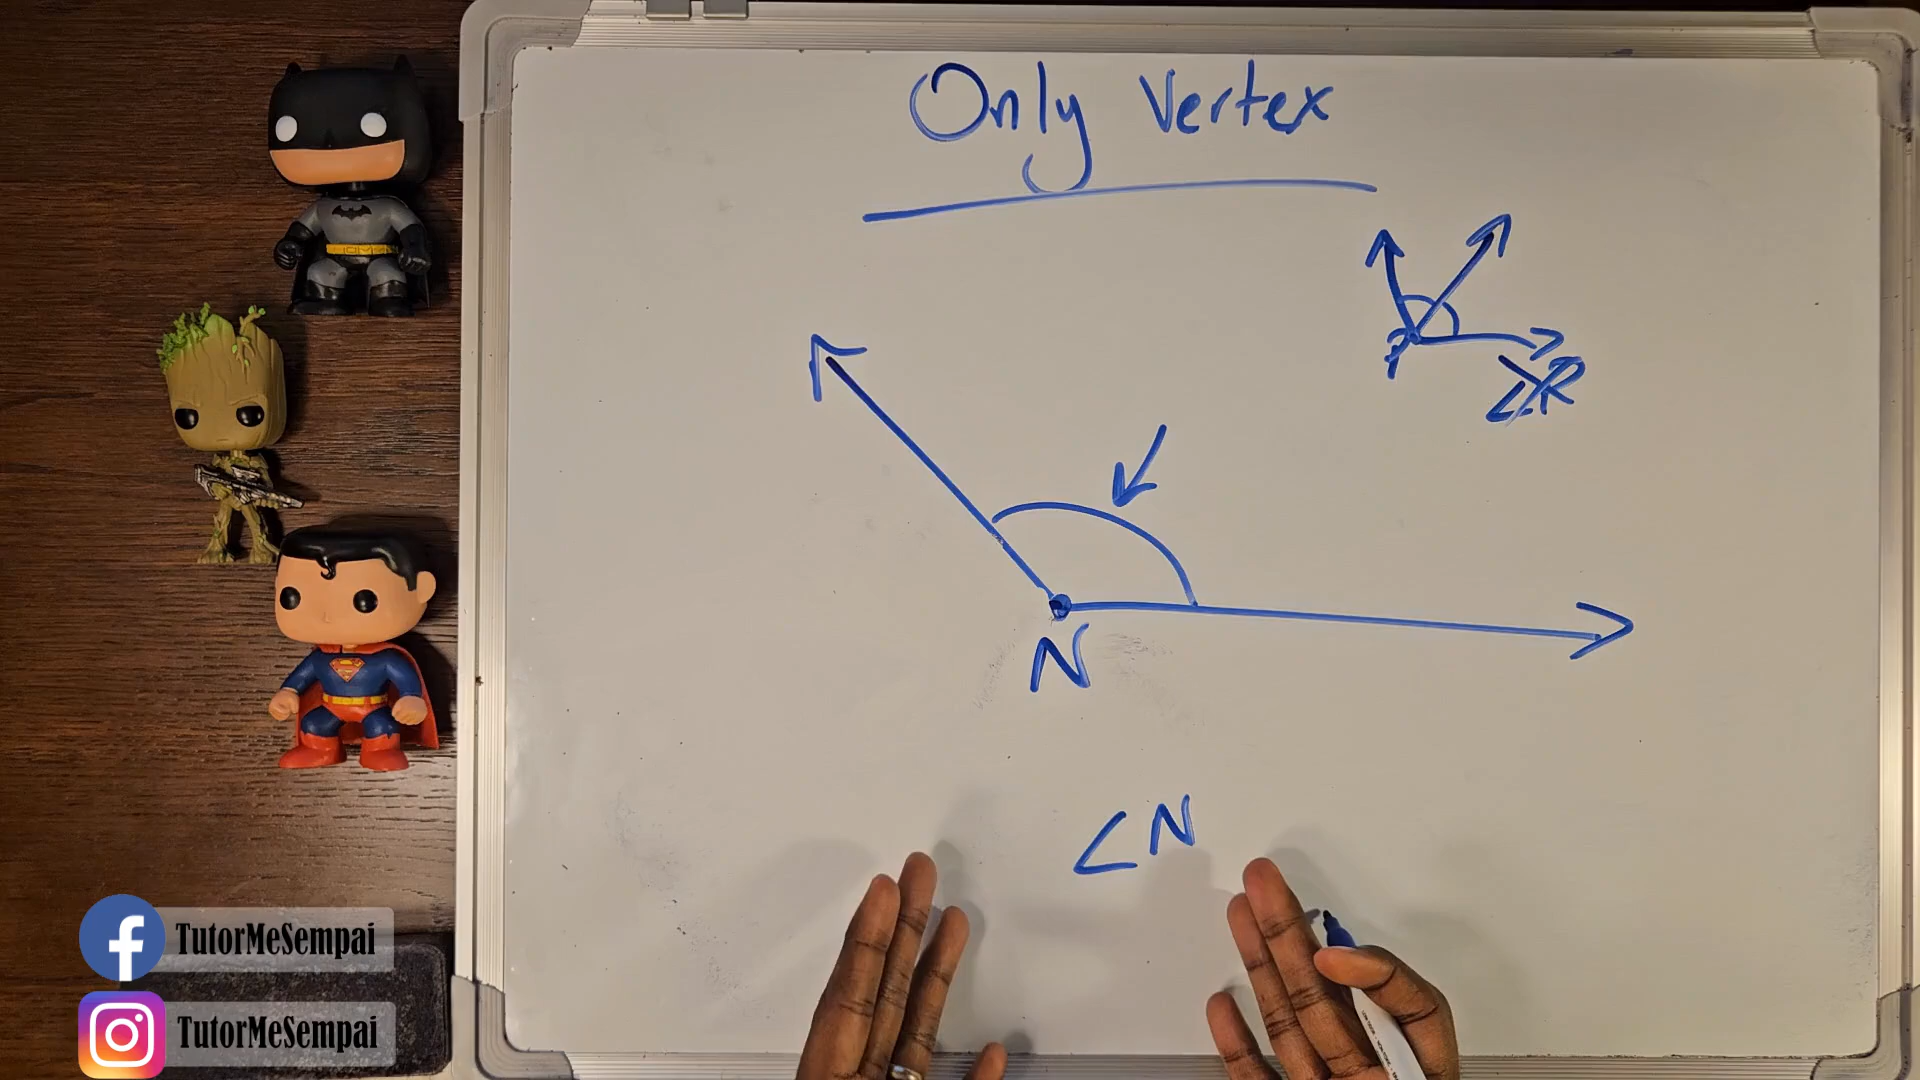 Only Vertex
∠R
N
∠N
TutorMeSempai
TutorMeSempai